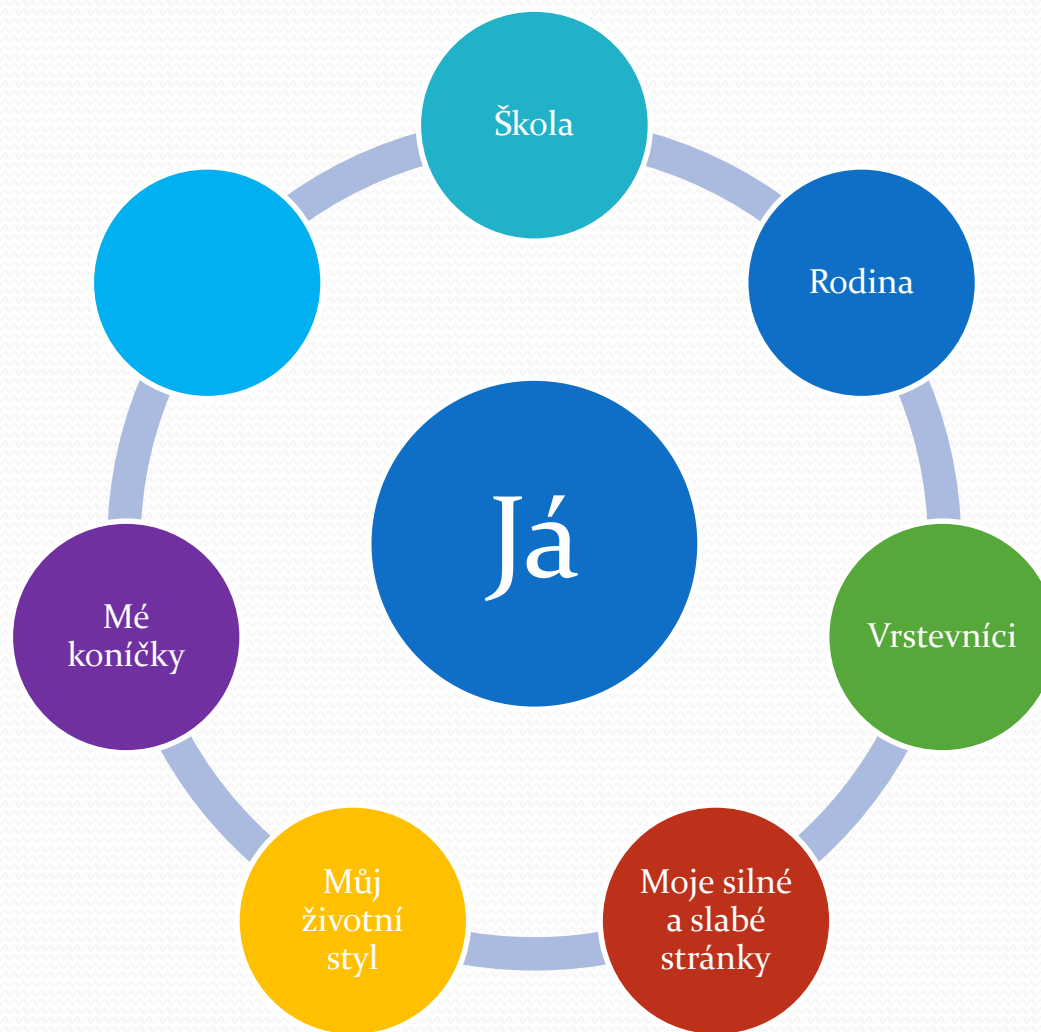 Škola
Rodina
Já
Vrstevníci
Moje silné
a slabé
stránky
Můj
životní
styl
Mé
koníčky